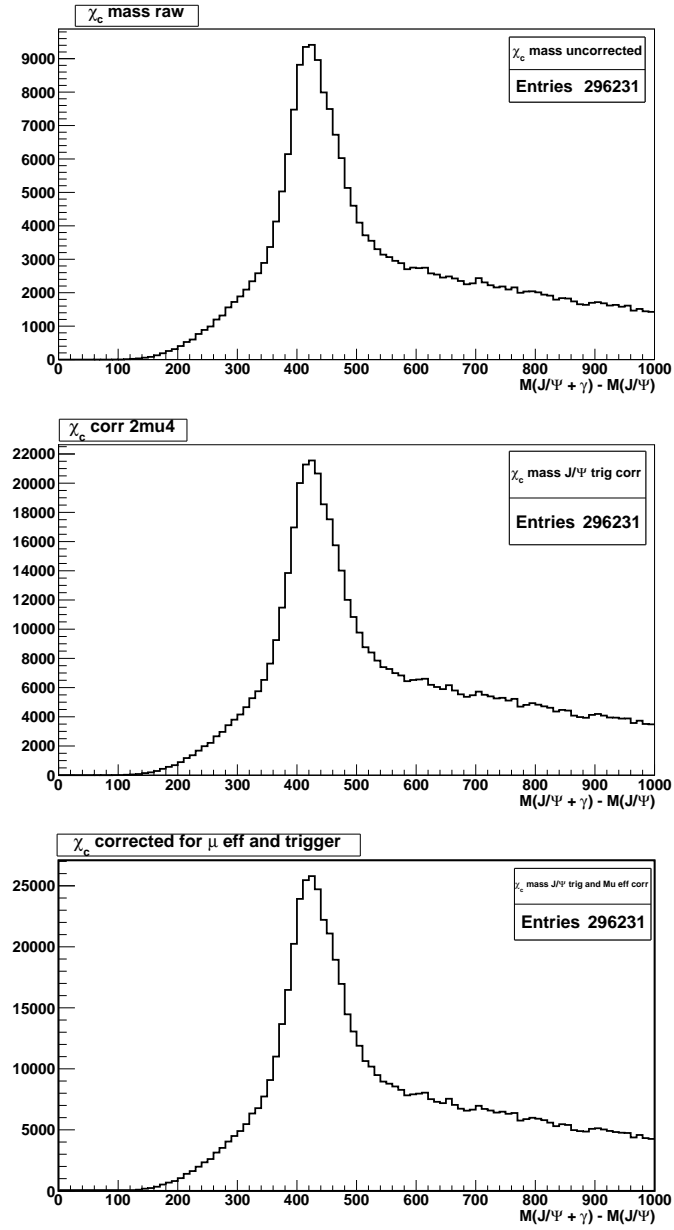 χc mass raw
χc mass uncorrected
Entries 296231
9000
8000
7000
6000
5000
4000
3000
2000
1000
0
0 100 200 300 400 500 600 700 800 900 1000
M(J/Ψ + γ) - M(J/Ψ)
χc corr 2mu4
χc mass J/Ψ trig corr
Entries 296231
22000
20000
18000
16000
14000
12000
10000
8000
6000
4000
2000
0
0 100 200 300 400 500 600 700 800 900 1000
M(J/Ψ + γ) - M(J/Ψ)
χc corrected for μ eff and trigger
χc mass J/Ψ trig and Mu eff corr
Entries 296231
25000
20000
15000
10000
5000
0
0 100 200 300 400 500 600 700 800 900 1000
M(J/Ψ + γ) - M(J/Ψ)